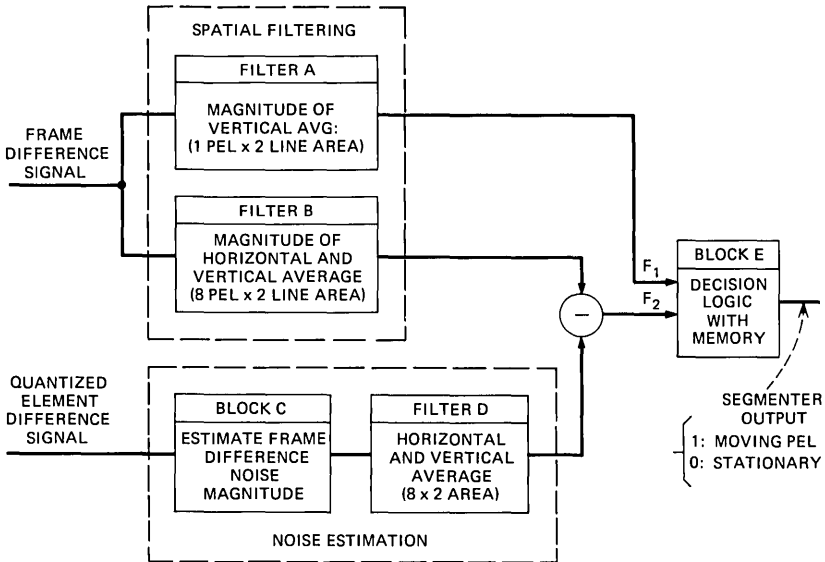 SPATIAL FILTERING
FILTER A
MAGNITUDE OF
VERTICAL AVG:
(1 PEL x 2 LINE AREA)
FRAME
DIFFERENCE
SIGNAL
FILTER B
MAGNITUDE OF
HORIZONTAL AND
VERTICAL AVERAGE
(8 PEL x 2 LINE AREA)
F1
F2
−
BLOCK E
DECISION
LOGIC
WITH
MEMORY
QUANTIZED
ELEMENT
DIFFERENCE
SIGNAL
BLOCK C
ESTIMATE FRAME
DIFFERENCE
NOISE
MAGNITUDE
FILTER D
HORIZONTAL
AND VERTICAL
AVERAGE
(8 x 2 AREA)
NOISE ESTIMATION
SEGMENTER
OUTPUT
1: MOVING PEL
0: STATIONARY